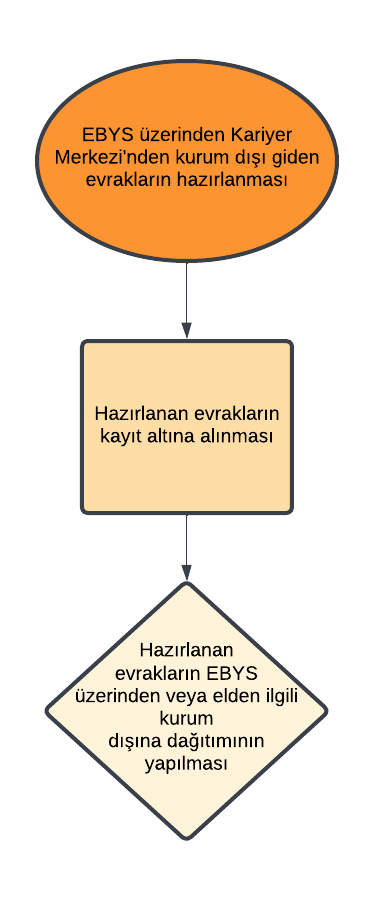 EBYS üzerinden Kariyer
Merkezi'nden kurum dışı giden
evrakların hazırlanması
Hazırlanan evrakların
kayıt altına alınması
Hazırlanan
evrakların EBYS
üzerinden veya elden ilgili
kurum
dışına dağıtımının
yapılması